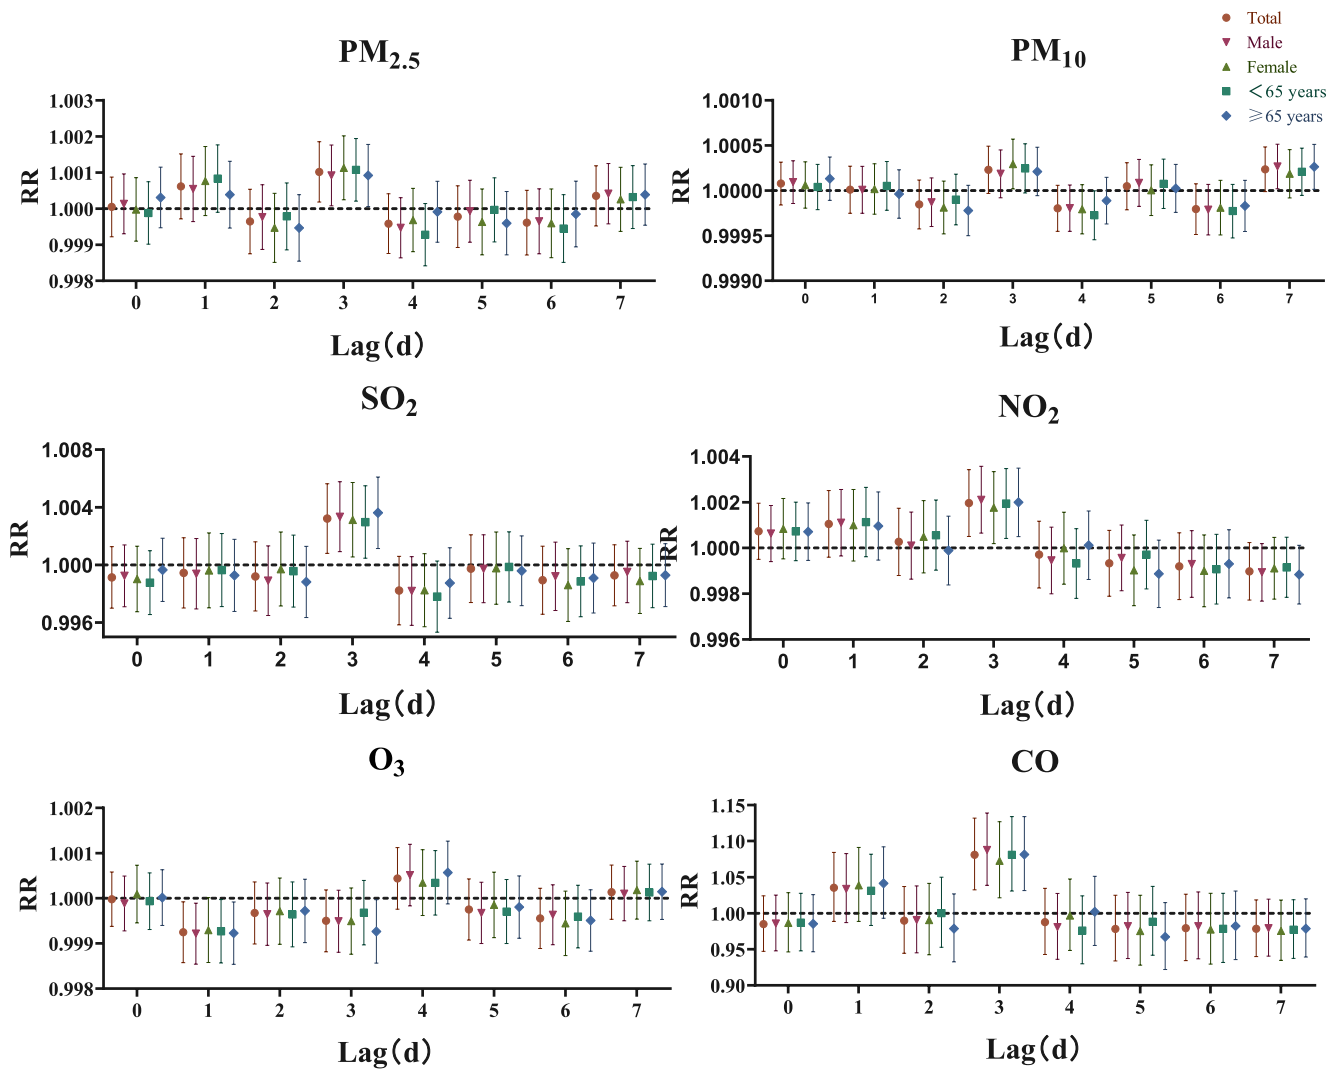 PM2.5
1.003
1.002
1.001
1.000
0.999
0.998
RR
0 1 2 3 4 5 6 7
Lag(d)
PM10
1.0010
1.0005
1.0000
0.9995
0.9990
RR
0 1 2 3 4 5 6 7
Lag(d)
Total
Male
Female
<65 years
≥65 years
SO2
1.008
1.004
1.000
0.996
RR
0 1 2 3 4 5 6 7
Lag(d)
NO2
1.004
1.002
1.000
0.998
0.996
RR
0 1 2 3 4 5 6 7
Lag(d)
O3
1.002
1.001
1.000
0.999
0.998
RR
0 1 2 3 4 5 6 7
Lag(d)
CO
1.15
1.10
1.05
1.00
0.95
0.90
RR
0 1 2 3 4 5 6 7
Lag(d)